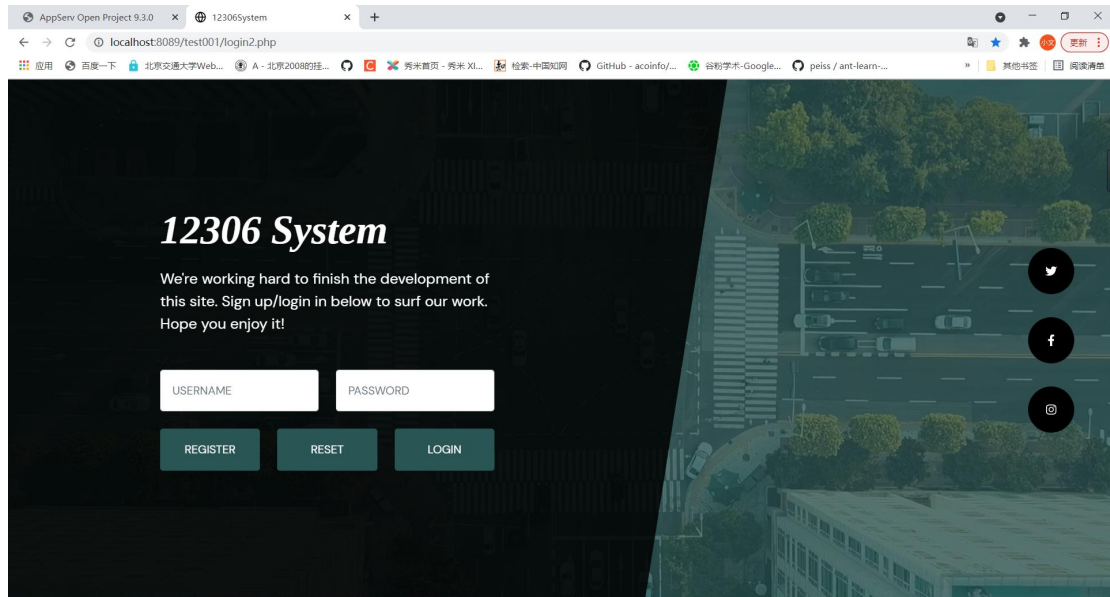 AppServ Open Project 9.3.0
12306System
localhost:8089/test001/login2.php
小文
更新
应用
百度一下
北京交通大学Web...
A - 北京2008的挂...
秀米首页 - 秀米 XI...
检索-中国知网
GitHub - acoinfo/...
谷粉学术-Google...
peiss / ant-learn-...
»
其他书签
阅读清单
12306 System
We're working hard to finish the development of
this site. Sign up/login in below to surf our work.
Hope you enjoy it!
USERNAME
PASSWORD
REGISTER
RESET
LOGIN